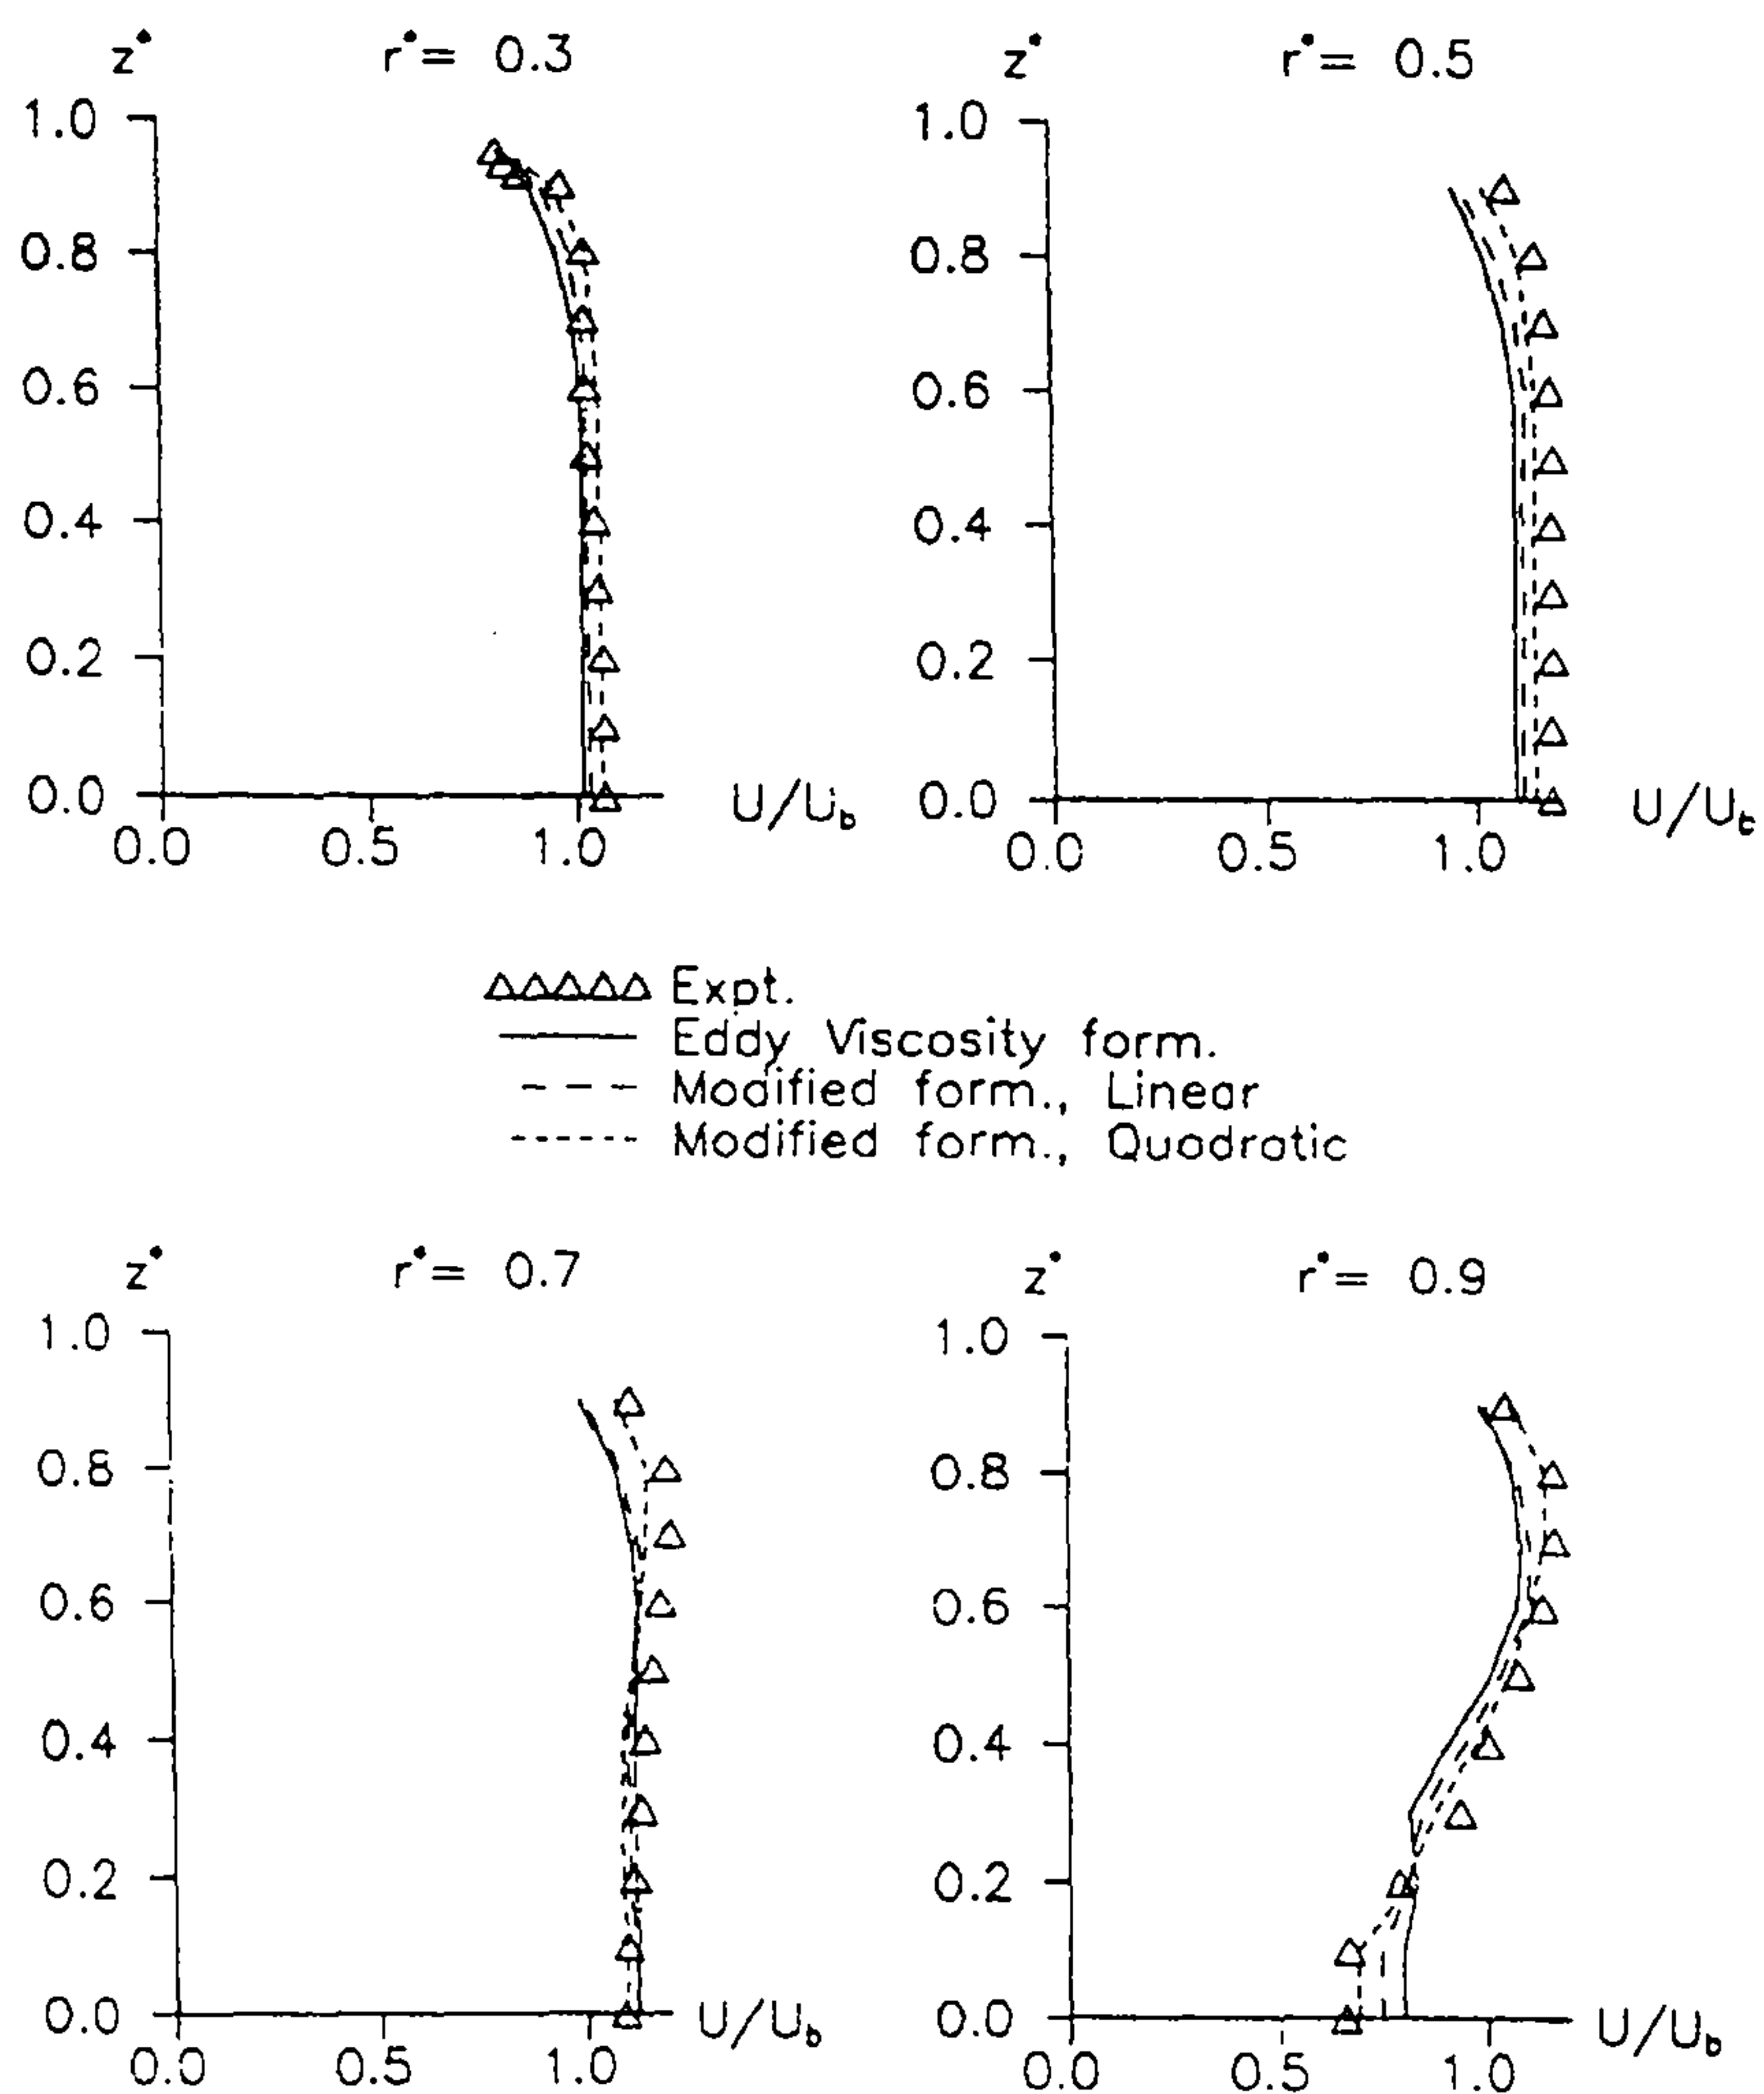 z* r* = 0.3
1.0
0.8
0.6
0.4
0.2
0.0
0.0 0.5 1.0 U/U_b
z* r* = 0.5
1.0
0.8
0.6
0.4
0.2
0.0
0.0 0.5 1.0 U/U_c
Expt.
Eddy Viscosity form.
Modified form., Linear
Modified form., Quadratic
z* r* = 0.7
1.0
0.8
0.6
0.4
0.2
0.0
0.0 0.5 1.0 U/U_b
z* r* = 0.9
1.0
0.8
0.6
0.4
0.2
0.0
0.0 0.5 1.0 U/U_b